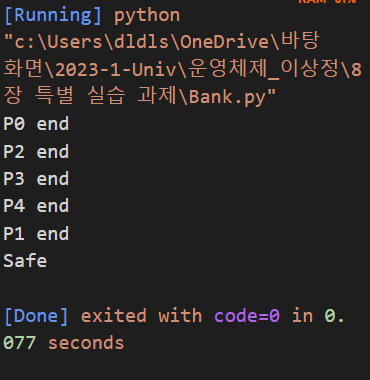 [Running] python
"c:\Users\dldls\OneDrive\바탕
화면\2023-1-Univ\운영체제_이상정\8
장 특별 실습 과제\Bank.py"
P0 end
P2 end
P3 end
P4 end
P1 end
Safe
[Done] exited with code=0 in 0.
077 seconds